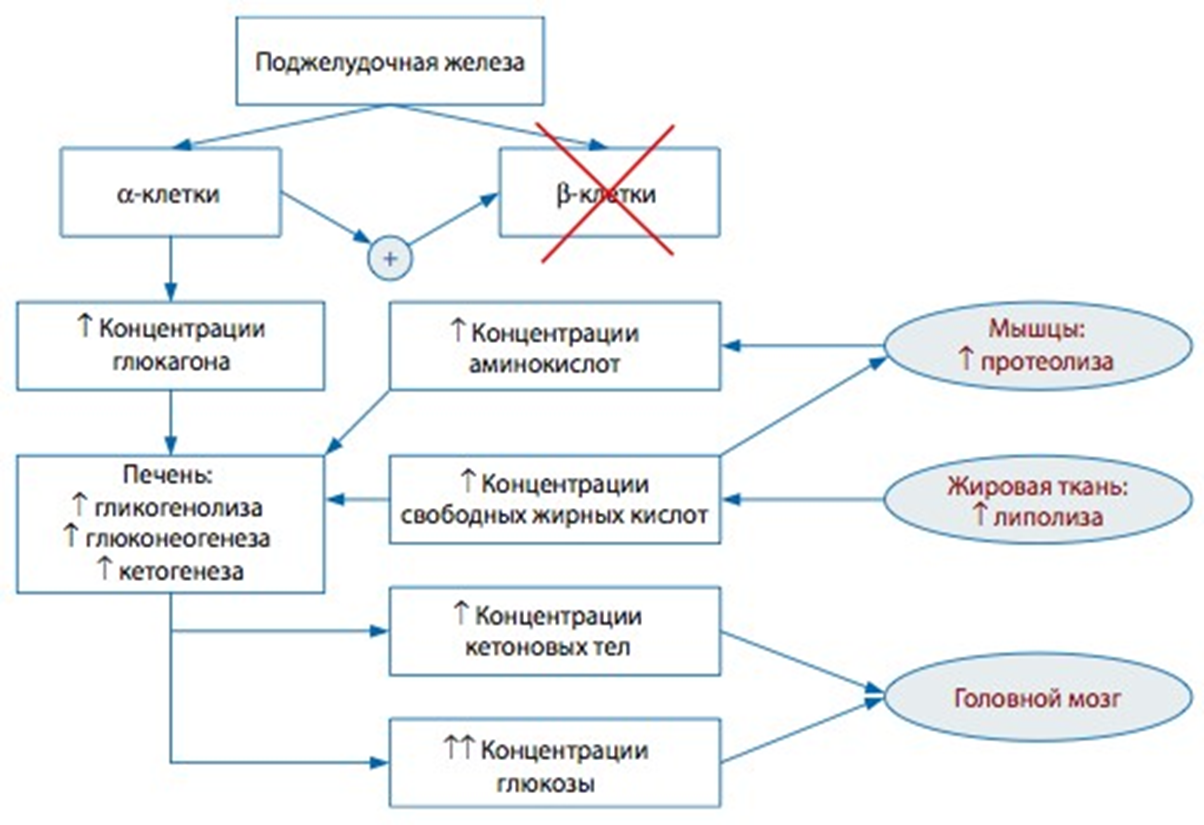 Поджелудочная железа
α-клетки
β-клетки
+
↑ Концентрации
глюкагона
↑ Концентрации
аминокислот
Мышцы:
↑ протеолиза
Печень:
↑ гликогенолиза
↑ глюконеогенеза
↑ кетогенеза
↑ Концентрации
свободных жирных кислот
Жировая ткань:
↑ липолиза
↑ Концентрации
кетоновых тел
Головной мозг
↑↑ Концентрации
глюкозы